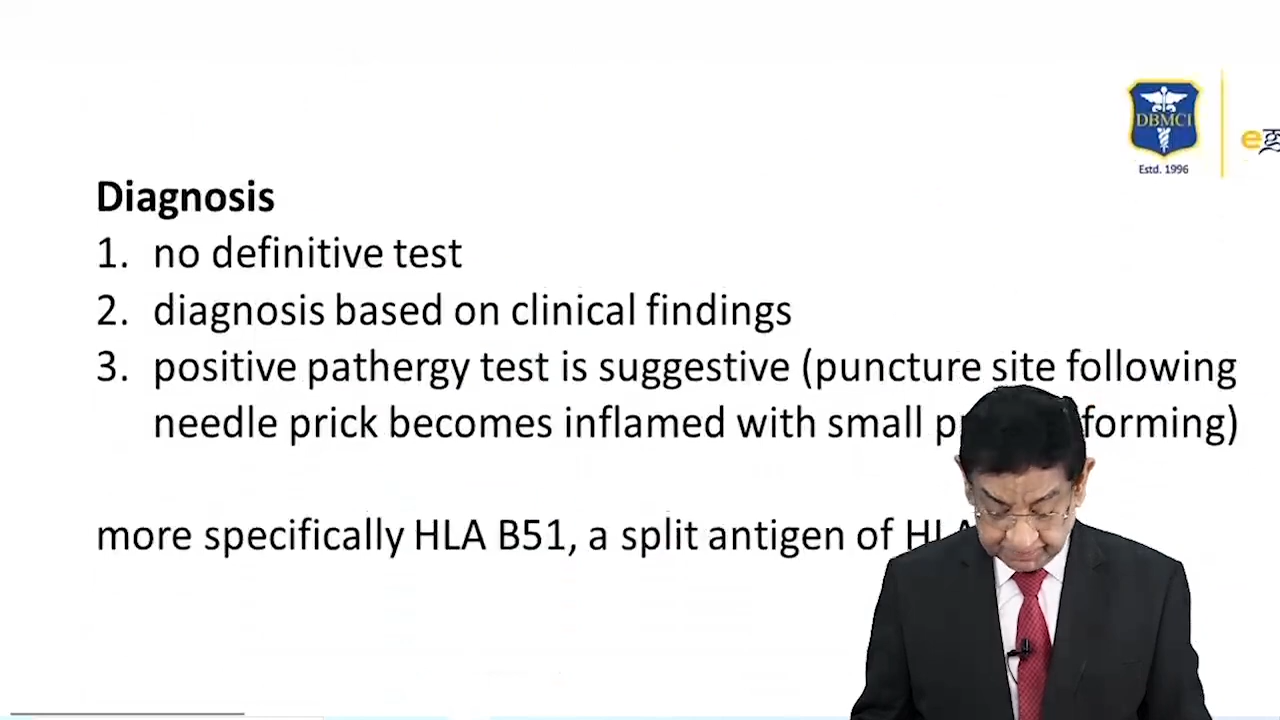 DBMCI
Estd. 1996
Diagnosis
1. no definitive test
2. diagnosis based on clinical findings
3. positive pathergy test is suggestive (puncture site following
needle prick becomes inflamed with small forming)
more specifically HLA B51, a split antigen of